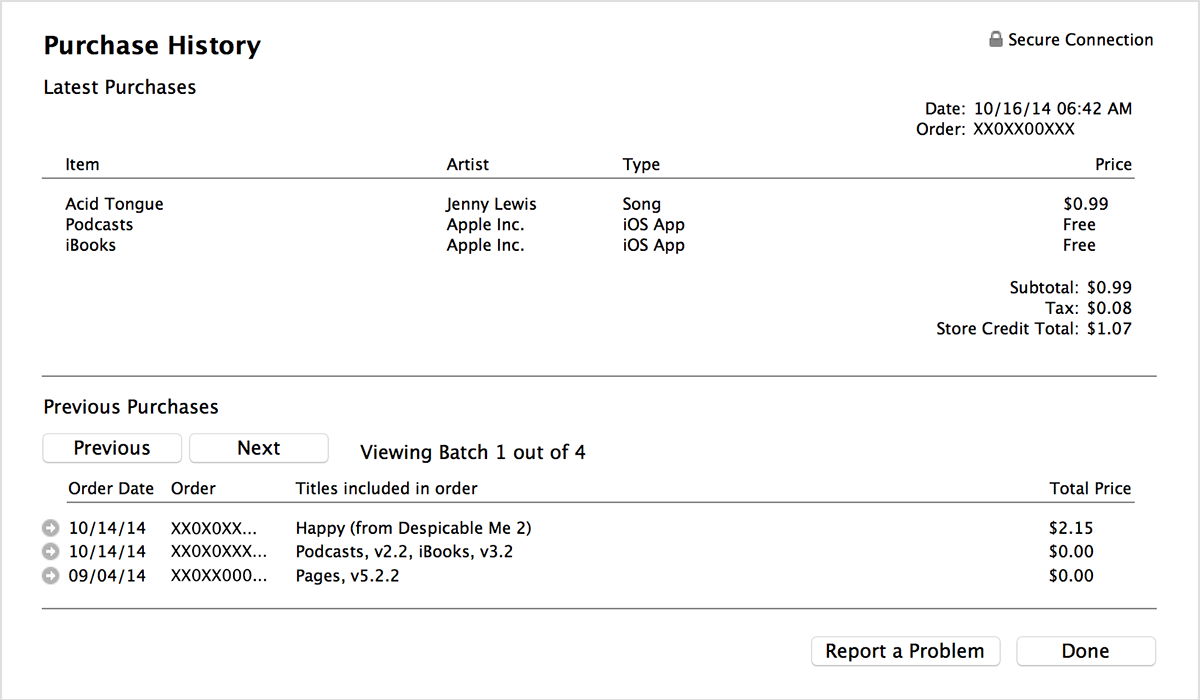 Purchase History
Secure Connection
Latest Purchases
Date: 10/16/14 06:42 AM
Order: XX0XX00XXX
Item Artist Type Price
Acid Tongue Jenny Lewis Song $0.99
Podcasts Apple Inc. iOS App Free
iBooks Apple Inc. iOS App Free
Subtotal: $0.99
Tax: $0.08
Store Credit Total: $1.07
Previous Purchases
Previous Next Viewing Batch 1 out of 4
Order Date Order Titles included in order Total Price
10/14/14 XX0X0XX... Happy (from Despicable Me 2) $2.15
10/14/14 XX0X0XXX... Podcasts, v2.2, iBooks, v3.2 $0.00
09/04/14 XX0XX000... Pages, v5.2.2 $0.00
Report a Problem Done